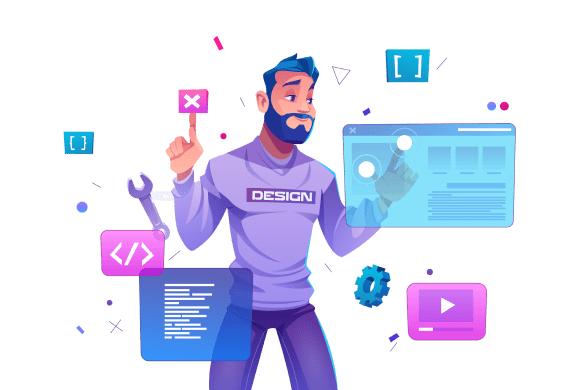 [ ]
[ ]
DESIGN
</>